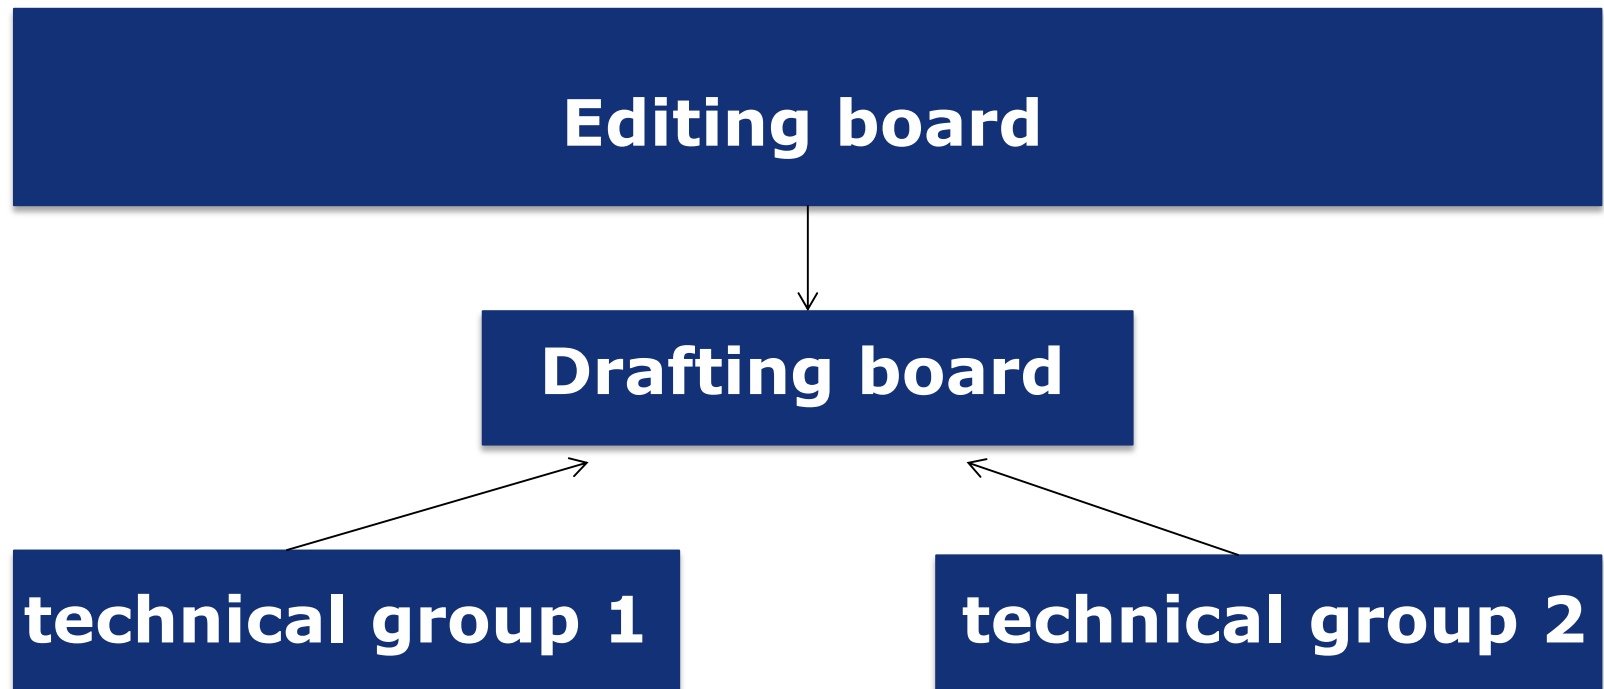 Editing board
Drafting board
technical group 1
technical group 2